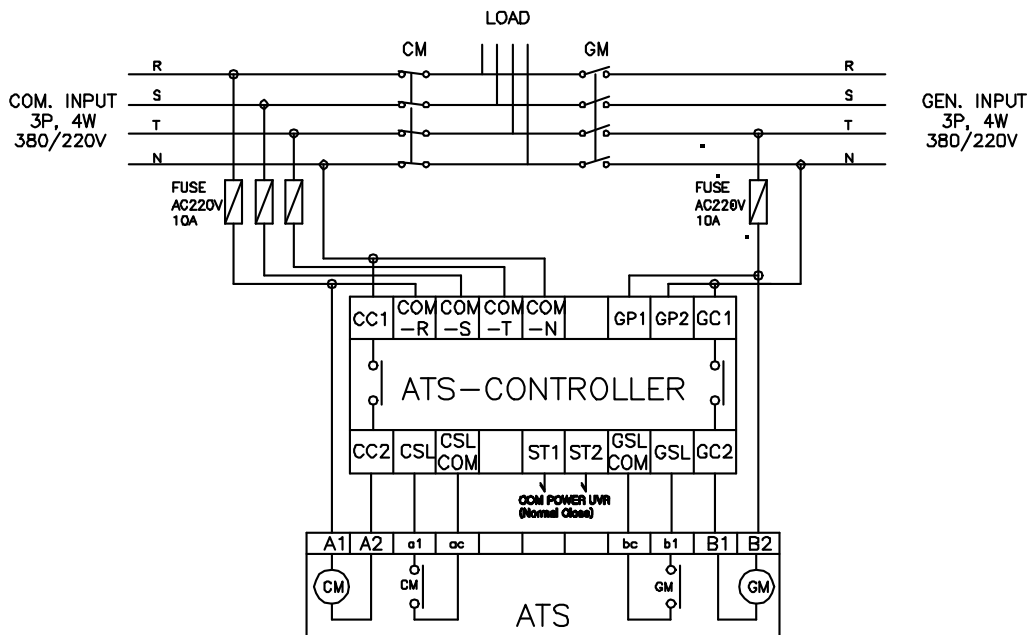 LOAD
CM
GM
R
R
S
S
T
T
N
N
COM. INPUT
3P, 4W
380/220V
GEN. INPUT
3P, 4W
380/220V
FUSE
AC220V
10A
FUSE
AC220V
10A
CC1
COM
-R
COM
-S
COM
-T
COM
-N
GP1
GP2
GC1
ATS-CONTROLLER
CC2
CSL
CSL
COM
ST1
ST2
GSL
COM
GSL
GC2
COM POWER UVR
(Normal Close)
A1
A2
a1
ac
bc
b1
B1
B2
CM
CM
GM
GM
ATS